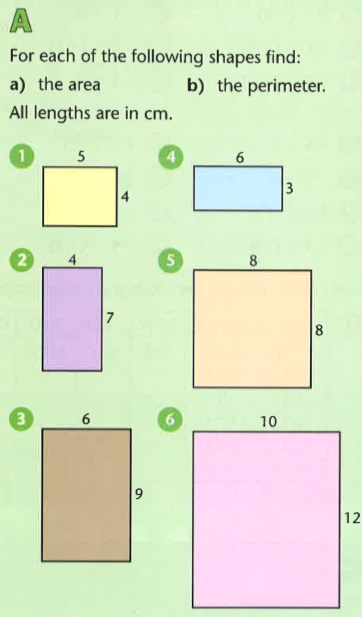 A
For each of the following shapes find:
a) the area b) the perimeter.
All lengths are in cm.
1 5 4
4 6 3
2 4 7
5 8 8
3 6 9
6 10 12